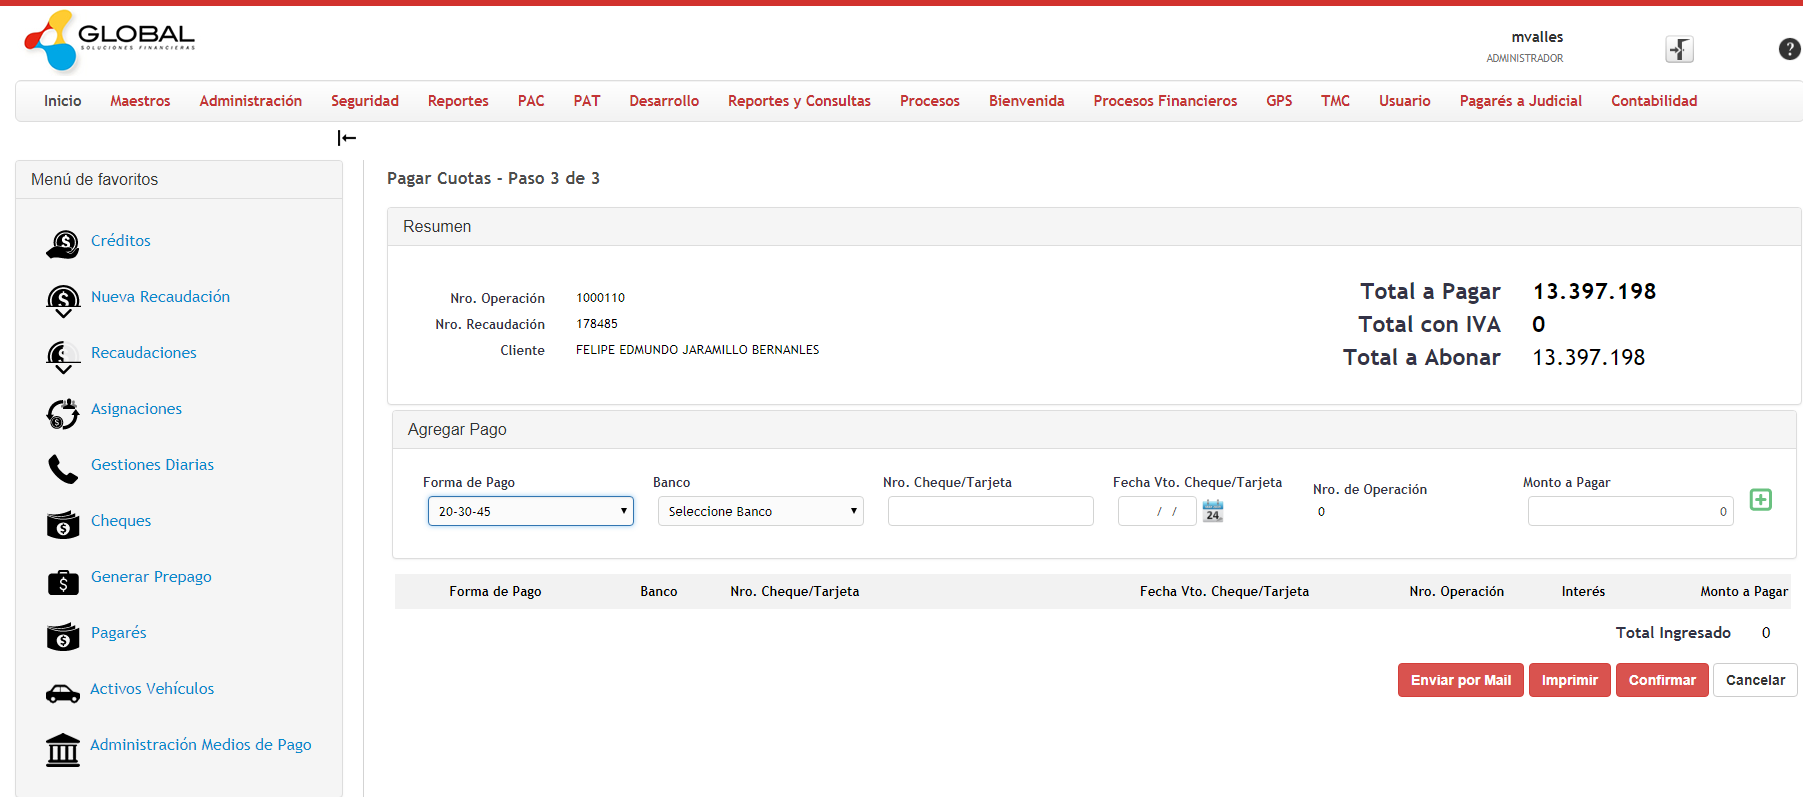 GLOBAL
SOLUCIONES FINANCIERAS
mvalles
ADMINISTRADOR
?
Inicio Maestros Administración Seguridad Reportes PAC PAT Desarrollo Reportes y Consultas Procesos Bienvenida Procesos Financieros GPS TMC Usuario Pagarés a Judicial Contabilidad
Menú de favoritos
Créditos
Nueva Recaudación
Recaudaciones
Asignaciones
Gestiones Diarias
Cheques
Generar Prepago
Pagarés
Activos Vehículos
Administración Medios de Pago
Pagar Cuotas - Paso 3 de 3
Resumen
Nro. Operación 1000110
Nro. Recaudación 178485
Cliente FELIPE EDMUNDO JARAMILLO BERNANLES
Total a Pagar 13.397.198
Total con IVA 0
Total a Abonar 13.397.198
Agregar Pago
Forma de Pago Banco Nro. Cheque/Tarjeta Fecha Vto. Cheque/Tarjeta Nro. de Operación Monto a Pagar
20-30-45 Seleccione Banco / / 24 0 0
Forma de Pago Banco Nro. Cheque/Tarjeta Fecha Vto. Cheque/Tarjeta Nro. Operación Interés Monto a Pagar
Total Ingresado 0
Enviar por Mail Imprimir Confirmar Cancelar